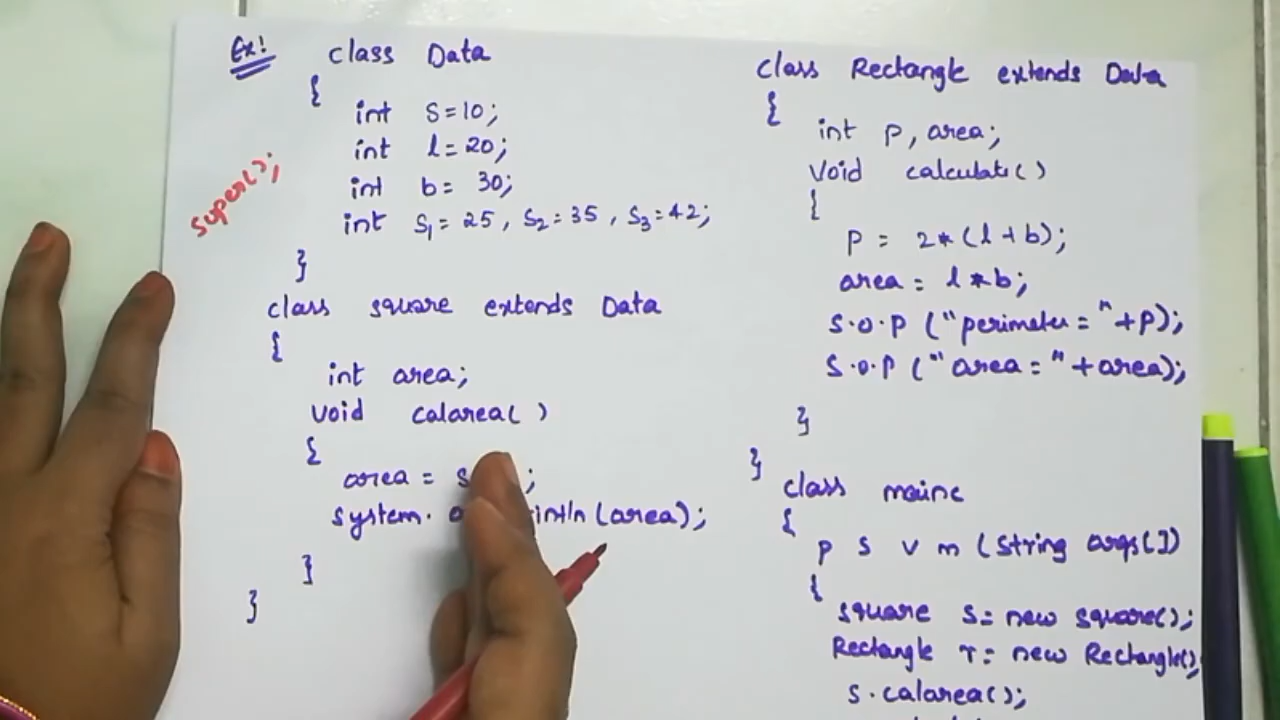 Ex! class Data
{
int S=10;
int l=20;
int b= 30;
super();
int S₁= 25, S₂=35, S₃=42;
}
class square extends Data
{
int area;
void calarea( )
{
area = s ;
system. intln (area);
}
}
class Rectangle extends Data
{
int p, area;
void calculate()
{
p = 2*(l+b);
area = l*b;
S.o.p ("perimeter = "+p);
S.o.p (" area = " + area);
}
}
class mainc
{
p s v m (String args[])
{
square s= new square();
Rectangle r= new Rectangle();
s.calarea();